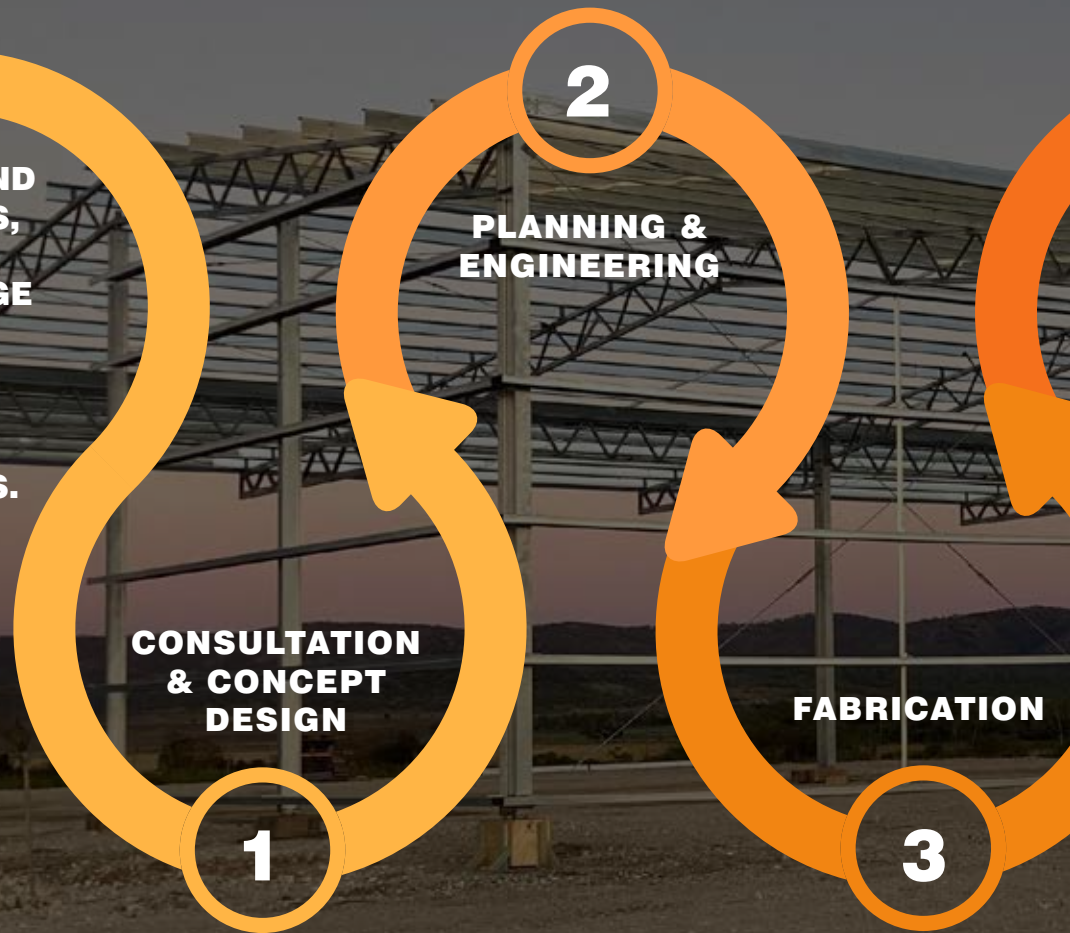 S,
S.
CONSULTATION
& CONCEPT
DESIGN
1
2
PLANNING &
ENGINEERING
FABRICATION
3